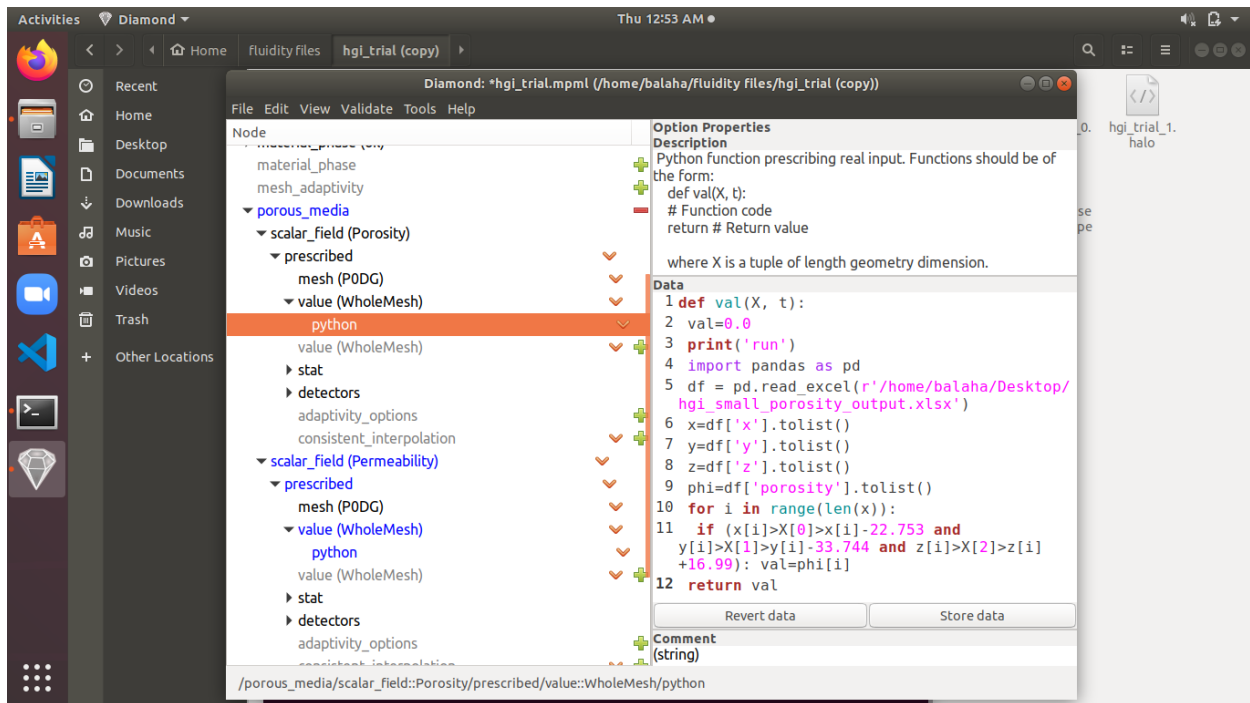 Activities Diamond Thu 12:53 AM
Home fluidity files hgi_trial (copy)
Recent
Home
Desktop
Documents
Downloads
Music
Pictures
Videos
Trash
Other Locations
Diamond: *hgi_trial.mpml (/home/balaha/fluidity files/hgi_trial (copy))
File Edit View Validate Tools Help
Node
material_phase
mesh_adaptivity
porous_media
scalar_field (Porosity)
prescribed
mesh (P0DG)
value (WholeMesh)
python
value (WholeMesh)
stat
detectors
adaptivity_options
consistent_interpolation
scalar_field (Permeability)
prescribed
mesh (P0DG)
value (WholeMesh)
python
value (WholeMesh)
stat
detectors
adaptivity_options
Option Properties
Description
Python function prescribing real input. Functions should be of
the form:
def val(X, t):
# Function code
return # Return value
where X is a tuple of length geometry dimension.
Data
1 def val(X, t):
2 val=0.0
3 print('run')
4 import pandas as pd
5 df = pd.read_excel(r'/home/balaha/Desktop/
hgi_small_porosity_output.xlsx')
6 x=df['x'].tolist()
7 y=df['y'].tolist()
8 z=df['z'].tolist()
9 phi=df['porosity'].tolist()
10 for i in range(len(x)):
11 if (x[i]>X[0]>x[i]-22.753 and
y[i]>X[1]>y[i]-33.744 and z[i]>X[2]>z[i]
+16.99): val=phi[i]
12 return val
Revert data Store data
Comment
(string)
/porous_media/scalar_field::Porosity/prescribed/value::WholeMesh/python
_0.
hgi_trial_1.
halo
se
pe